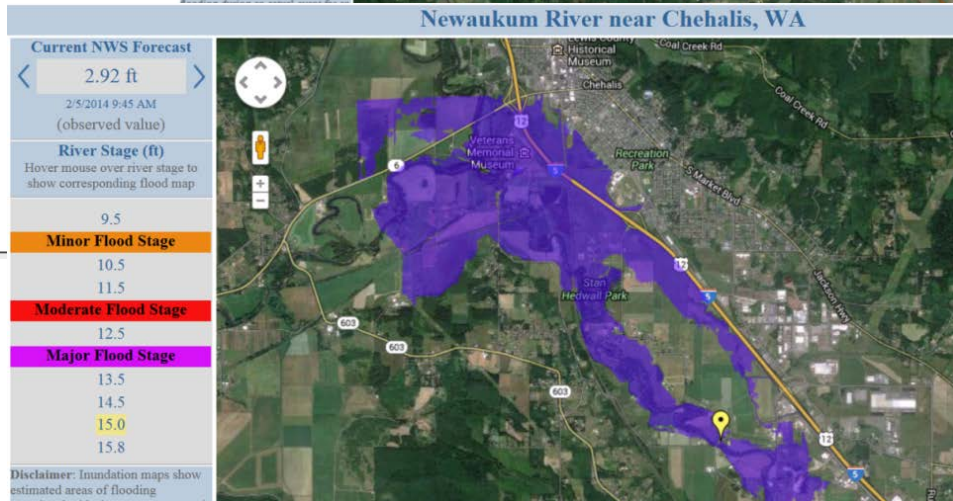 Newaukum River near Chehalis, WA
Current NWS Forecast
2.92 ft
2/5/2014 9:45 AM
(observed value)
River Stage (ft)
Hover mouse over river stage to
show corresponding flood map
9.5
Minor Flood Stage
10.5
11.5
Moderate Flood Stage
12.5
Major Flood Stage
13.5
14.5
15.0
15.8
Disclaimer: Inundation maps show
estimated areas of flooding
Lewis County
Historical
Museum
Coal Creek Rd
Chehalis
Coal Creek Rd
12
Veterans
Memorial
Museum
6
5
Recreation
Park
S Market Blvd
12
Jackson Hwy
Stan
Hedwall Park
5
603
603
603
12
5